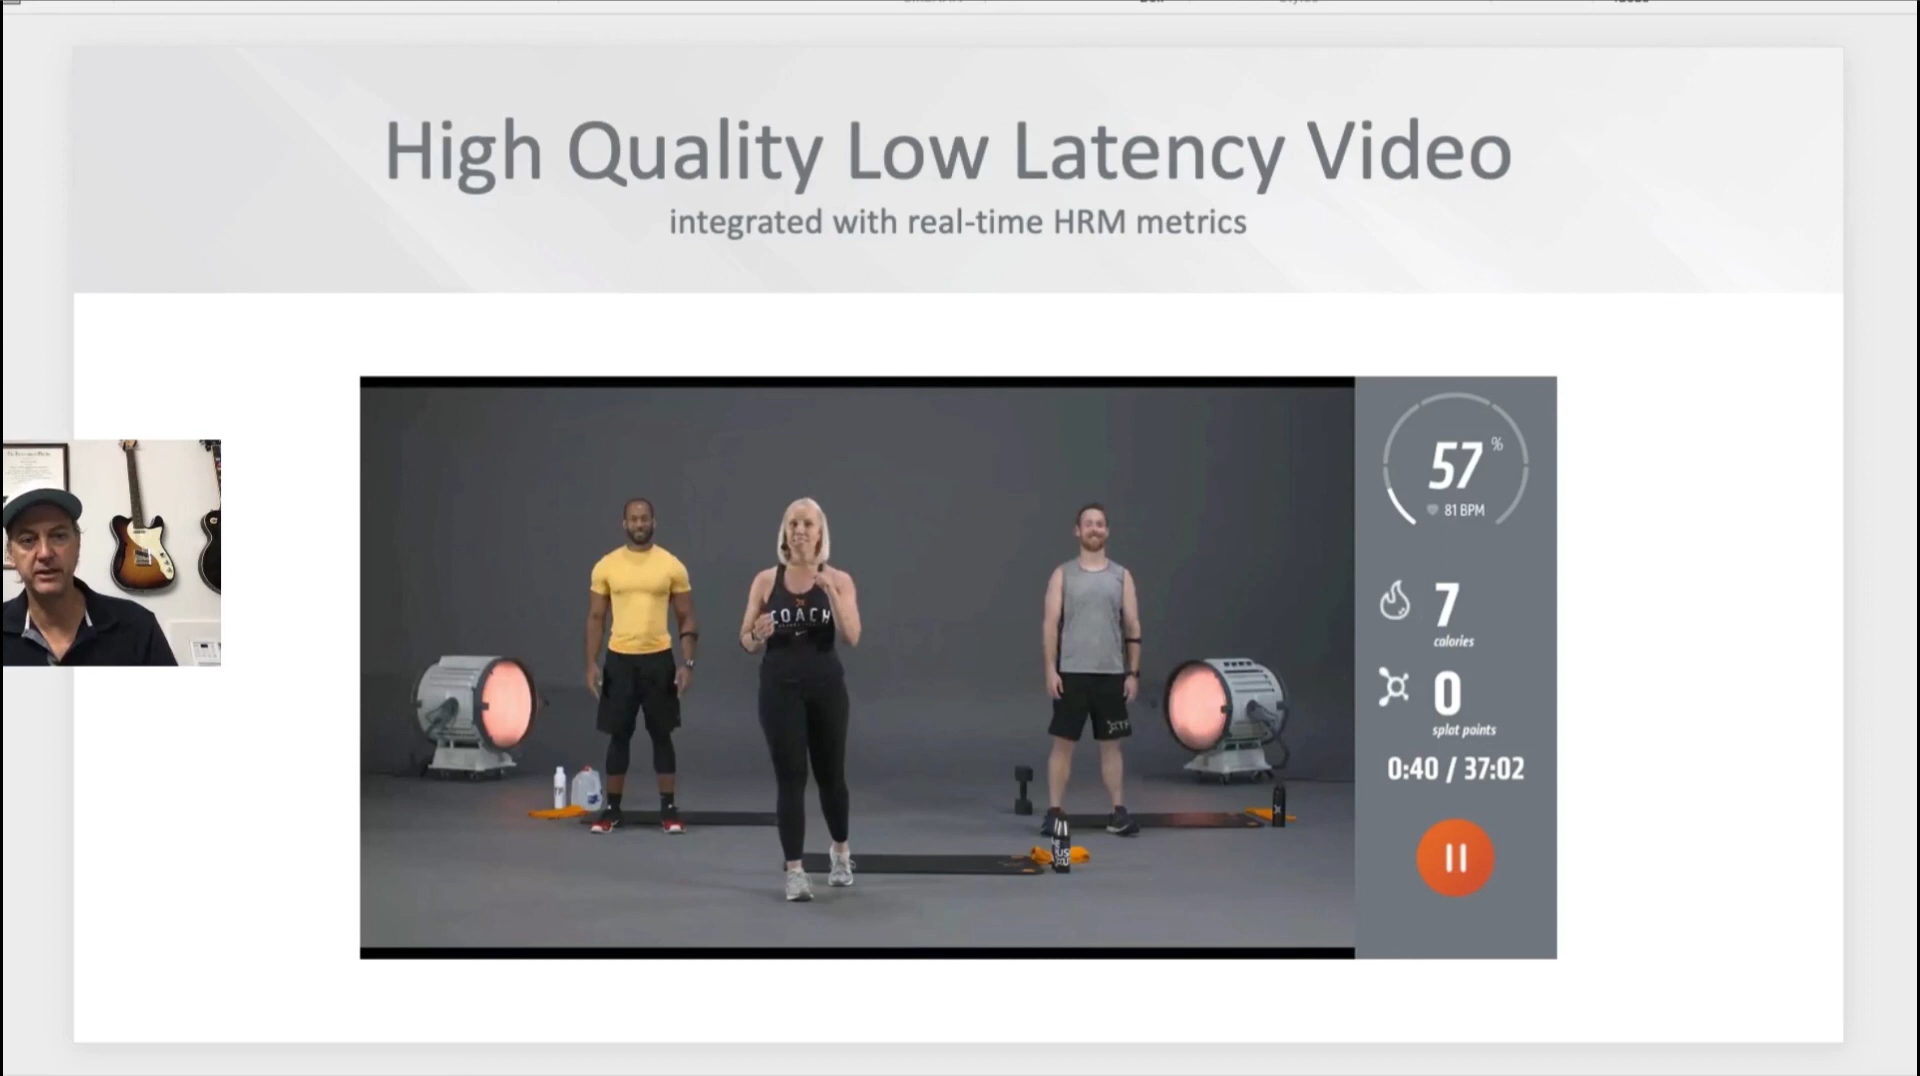 High Quality Low Latency Video
integrated with real-time HRM metrics
57 %
81 BPM
COACH
7
calories
0
splat points
0:40 / 37:02